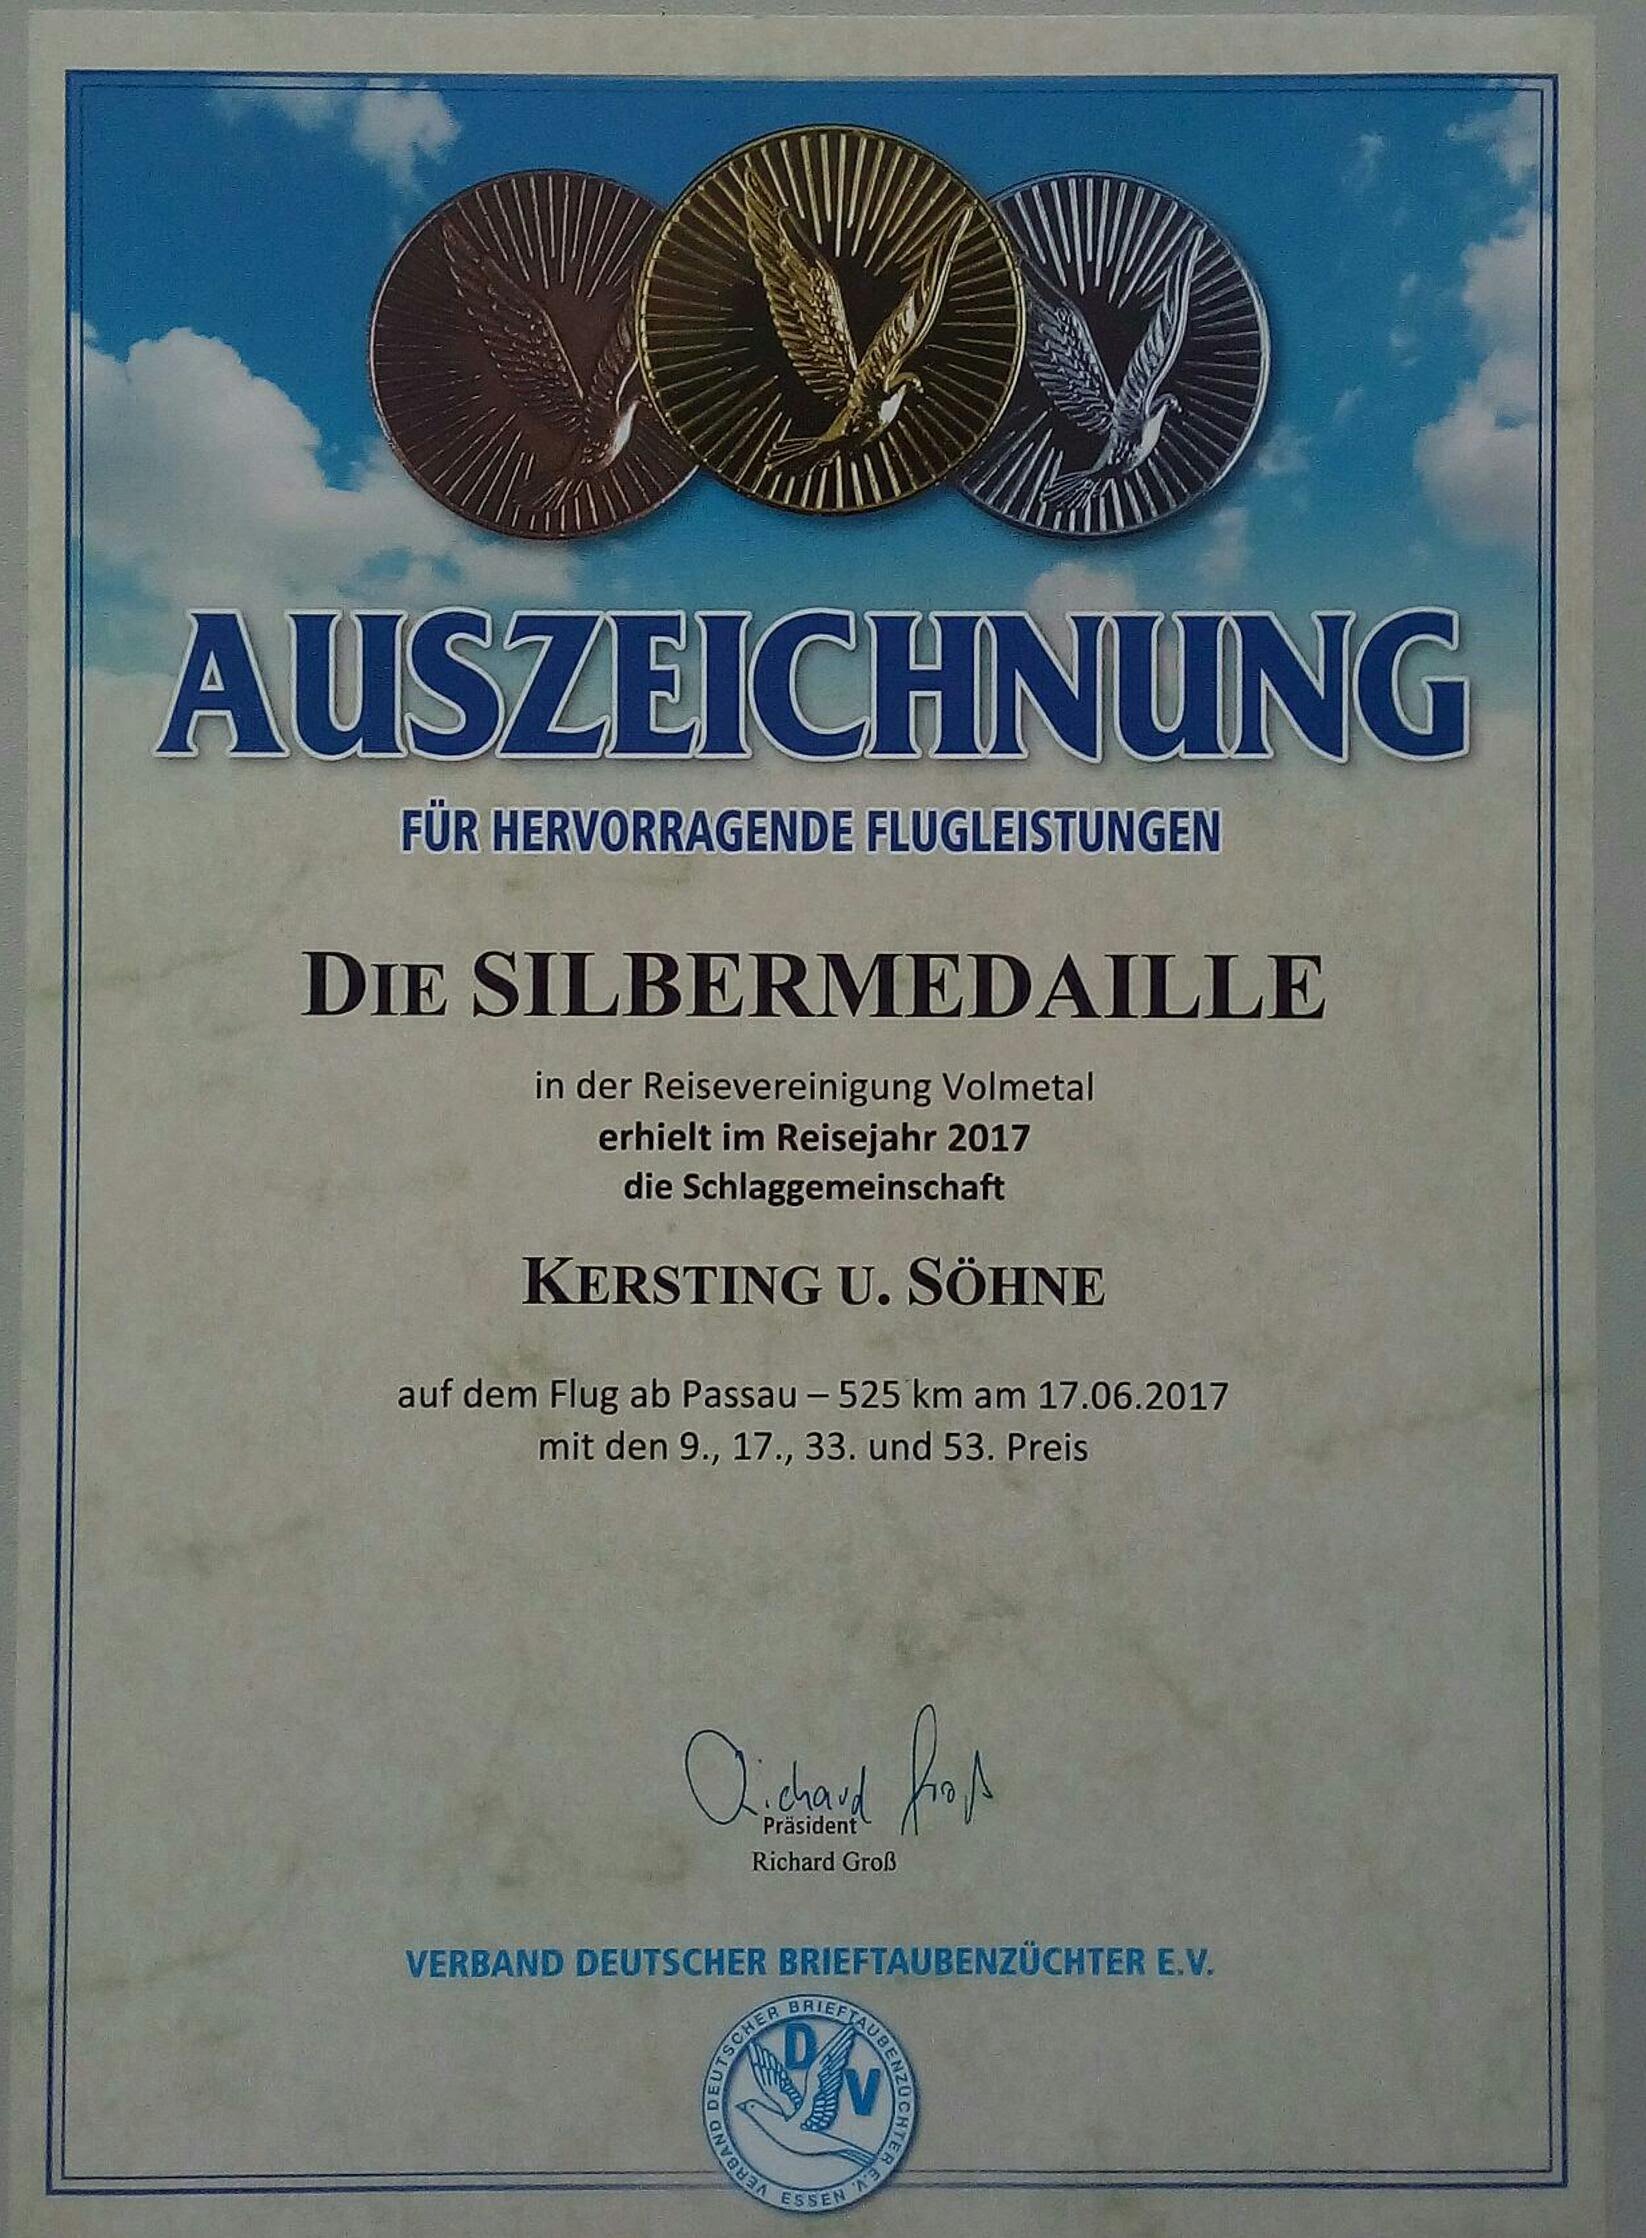 AUSZEICHNUNG
FÜR HERVORRAGENDE FLUGLEISTUNGEN
DIE SILBERMEDAILLE
in der Reisevereinigung Volmetal
erhielt im Reisejahr 2017
die Schlaggemeinschaft
KERSTING U. SÖHNE
auf dem Flug ab Passau – 525 km am 17.06.2017
mit den 9., 17., 33. und 53. Preis
Richard Groß
Präsident
Richard Groß
VERBAND DEUTSCHER BRIEFTAUBENZÜCHTER E.V.
VERBAND DEUTSCHER BRIEFTAUBENZÜCHTER E.V.
D
V
ESSEN